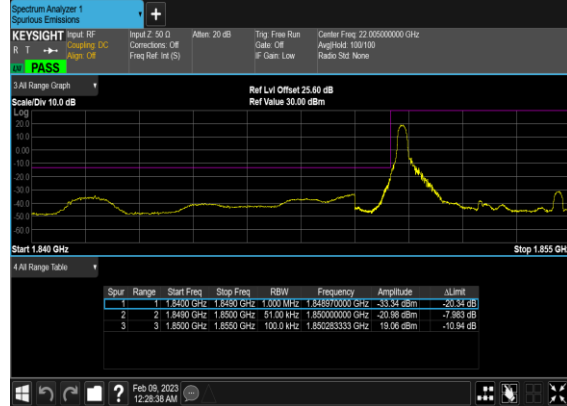 Spectrum Analyzer 1
Spurious Emissions
KEYSIGHT Input: RF Input Z: 50 Ω Atten: 20 dB Trig: Free Run Center Freq: 22.005000000 GHz
R T Coupling: DC Corrections: Off Gate: Off Avg|Hold: 100/100
Align: Off Freq Ref: Int (S) IF Gain: Low Radio Std: None
PASS
3 All Range Graph
Ref Lvl Offset 25.60 dB
Scale/Div 10.0 dB Ref Value 30.00 dBm
Log
20.0
10.0
0.00
-10.0
-20.0
-30.0
-40.0
-50.0
-60.0
Start 1.840 GHz Stop 1.855 GHz
4 All Range Table
Spur Range Start Freq Stop Freq RBW Frequency Amplitude ΔLimit
1 1 1.8400 GHz 1.8490 GHz 1.000 MHz 1.848970000 GHz -33.34 dBm -20.34 dB
2 2 1.8490 GHz 1.8500 GHz 51.00 kHz 1.850000000 GHz -20.98 dBm -7.983 dB
3 3 1.8500 GHz 1.8550 GHz 100.0 kHz 1.850283333 GHz 19.06 dBm -10.94 dB
? Feb 09, 2023
12:28:38 AM